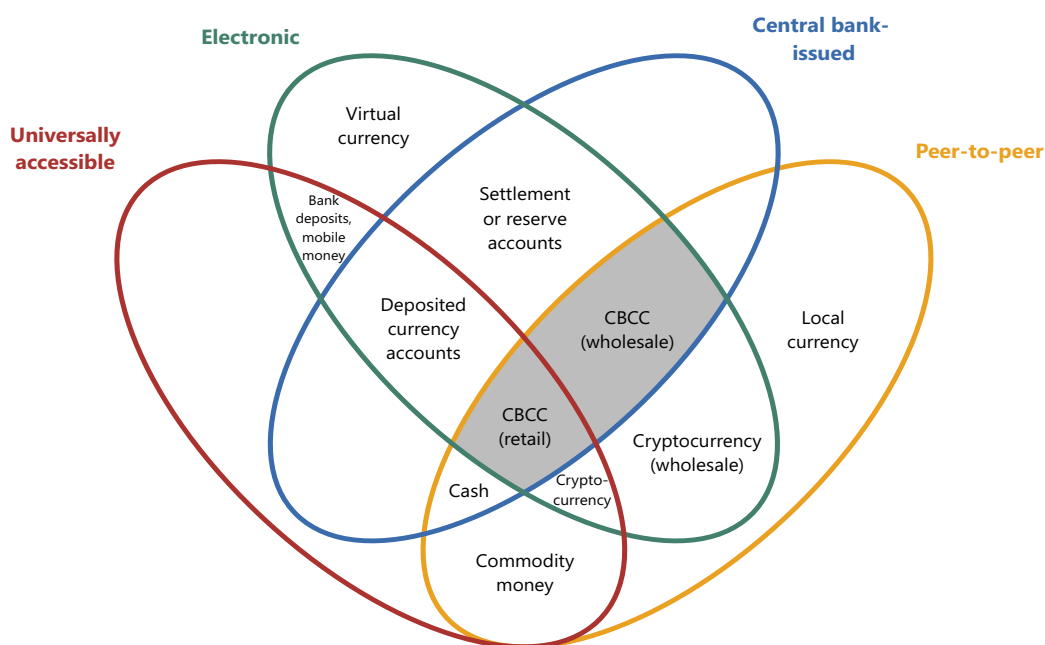 Electronic
Central bank-
issued
Universally
accessible
Peer-to-peer
Virtual
currency
Bank
deposits,
mobile
money
Settlement
or reserve
accounts
Deposited
currency
accounts
CBCC
(wholesale)
Local
currency
CBCC
(retail)
Cryptocurrency
(wholesale)
Cash
Crypto-
currency
Commodity
money